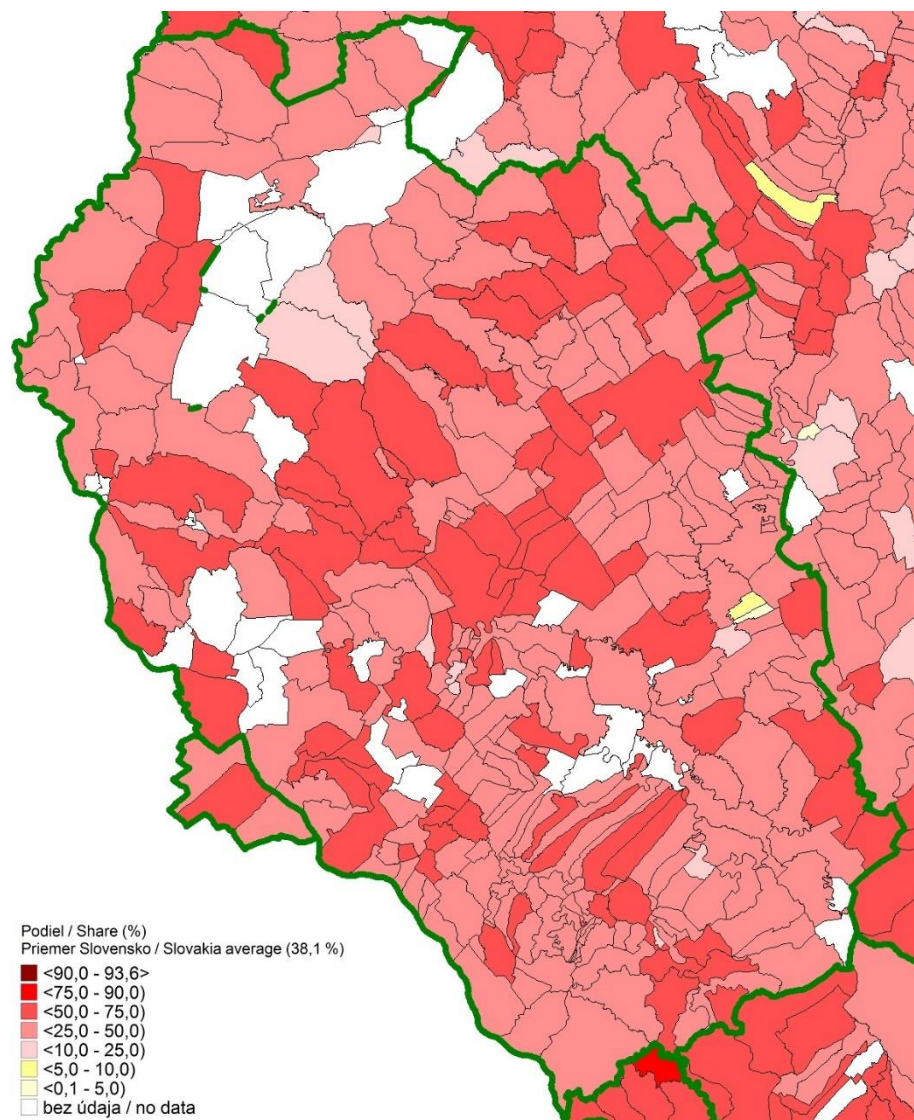 Podiel / Share (%)
Priemer Slovensko / Slovakia average (38,1 %)
<90,0 - 93,6>
<75,0 - 90,0)
<50,0 - 75,0)
<25,0 - 50,0)
<10,0 - 25,0)
<5,0 - 10,0)
<0,1 - 5,0)
bez údaja / no data